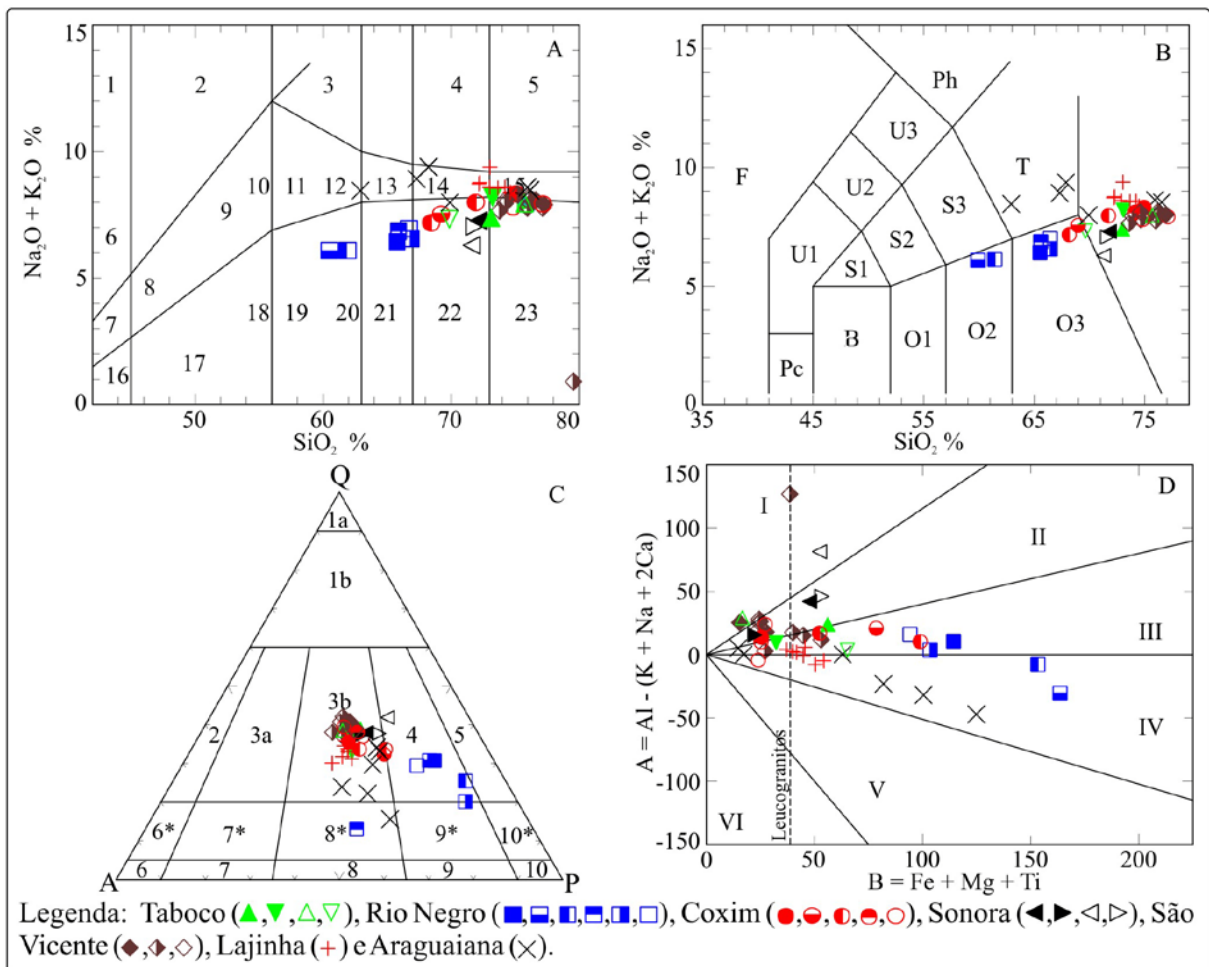 A
15
10
5
0
Na₂O + K₂O %
1 2 3 4 5
6 7 8 9 10 11 12 13 14 15
16 17 18 19 20 21 22 23
50 60 70 80
SiO₂ %
B
15
10
5
0
Na₂O + K₂O %
F Ph U3 T U2 S3 U1 S2 S1
Pc B O1 O2 O3
35 45 55 65 75
SiO₂ %
C
Q
1a
1b
2 3a 3b 4 5
6* 7* 8* 9* 10*
6 7 8 9 10
A P
D
150
100
50
0
-50
-100
-150
A = Al - (K + Na + 2Ca)
I II III IV V VI
Leucogranitos
0 50 100 150 200
B = Fe + Mg + Ti
Legenda: Taboco (▲,▼,△,▽), Rio Negro (■,⬓,◧,⬒,◨,□), Coxim (●,◒,◐,◓,○), Sonora (◀,▶,◁,▷), São
Vicente (◆,⬗,◇), Lajinha (+) e Araguaiana (×).